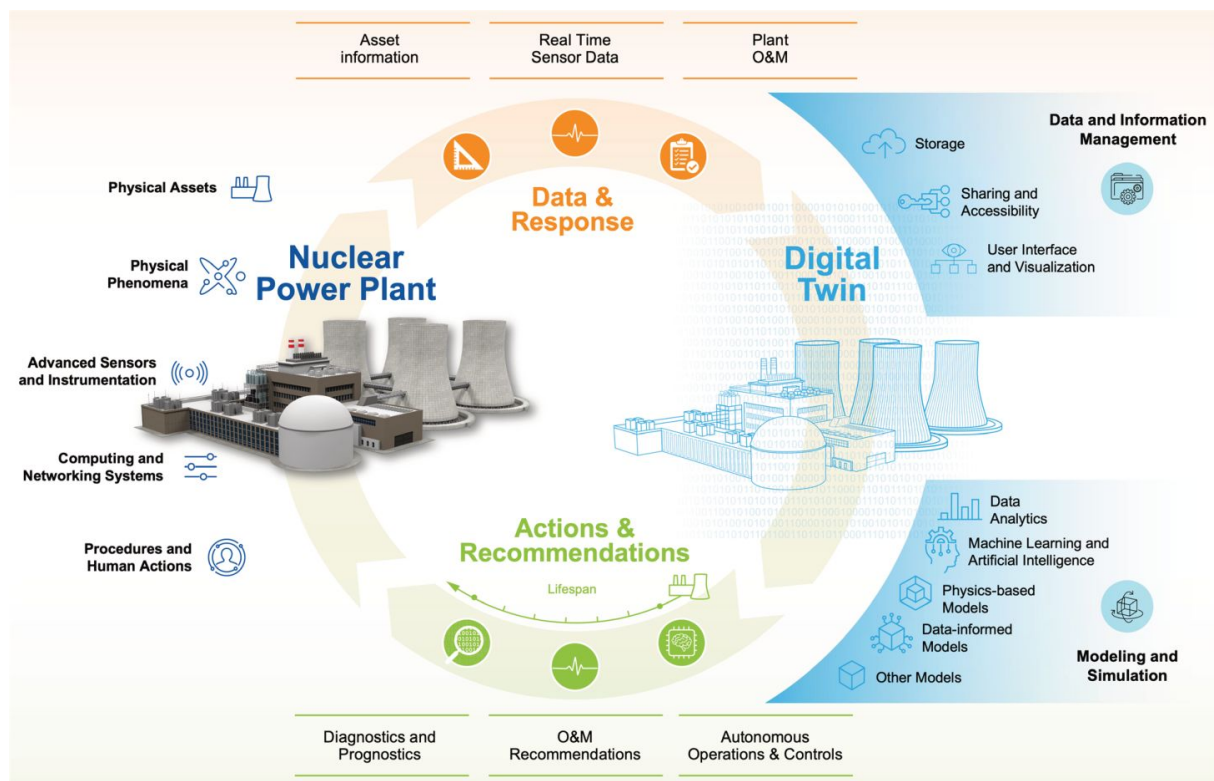 Asset
information
Real Time
Sensor Data
Plant
O&M
Data &
Response
Physical Assets
Physical
Phenomena
Nuclear
Power Plant
Advanced Sensors
and Instrumentation
Computing and
Networking Systems
Procedures and
Human Actions
Digital
Twin
Data and Information
Management
Storage
Sharing and
Accessibility
User Interface
and Visualization
Actions &
Recommendations
Lifespan
Data
Analytics
Machine Learning and
Artificial Intelligence
Physics-based
Models
Data-informed
Models
Other Models
Modeling and
Simulation
Diagnostics and
Prognostics
O&M
Recommendations
Autonomous
Operations & Controls